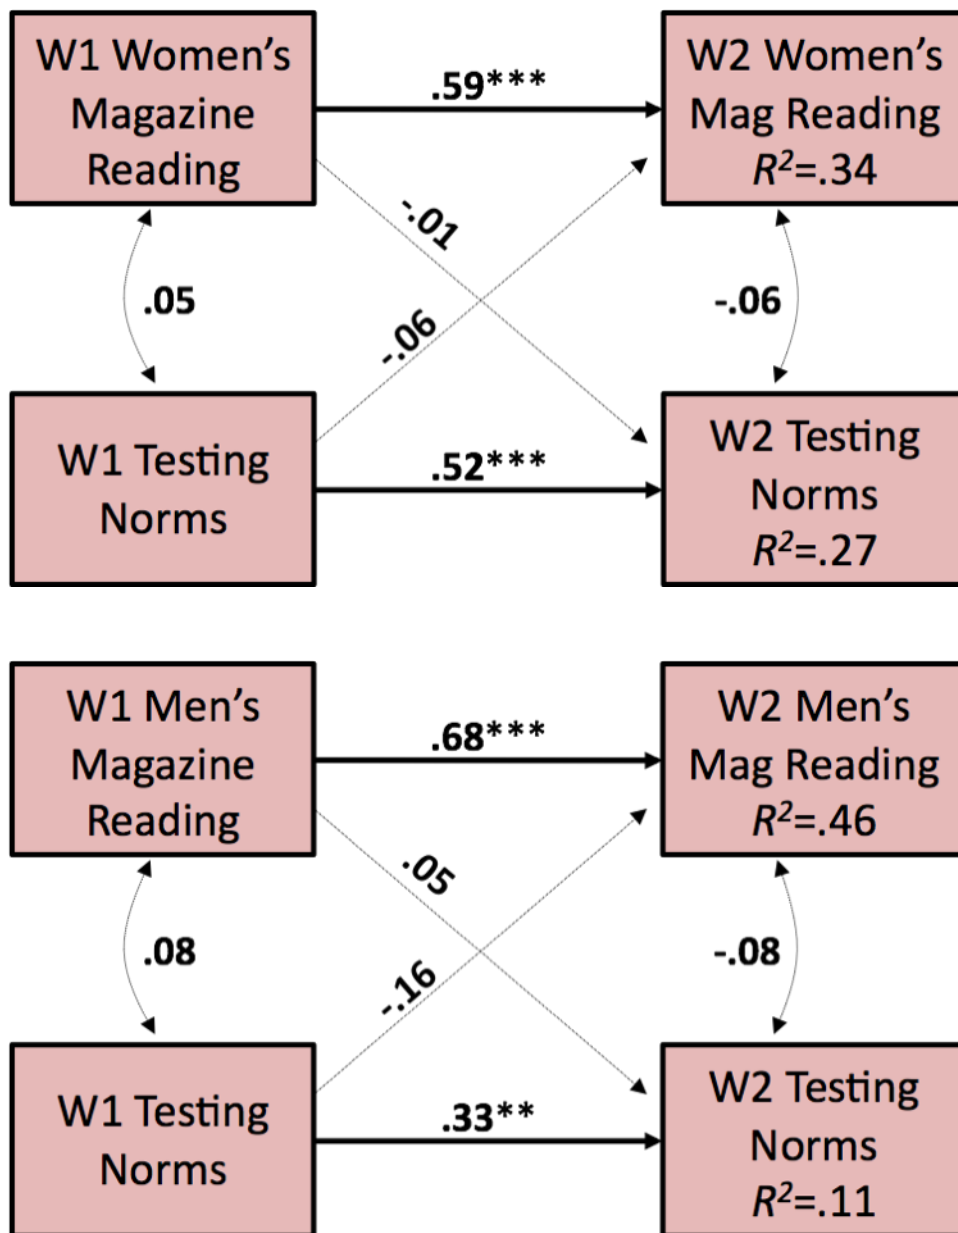 W1 Women’s
Magazine
Reading
.59***
W2 Women’s
Mag Reading
R²=.34
-.01
-.06
.05
-.06
W1 Testing
Norms
.52***
W2 Testing
Norms
R²=.27
W1 Men’s
Magazine
Reading
.68***
W2 Men’s
Mag Reading
R²=.46
.05
-.16
.08
-.08
W1 Testing
Norms
.33**
W2 Testing
Norms
R²=.11